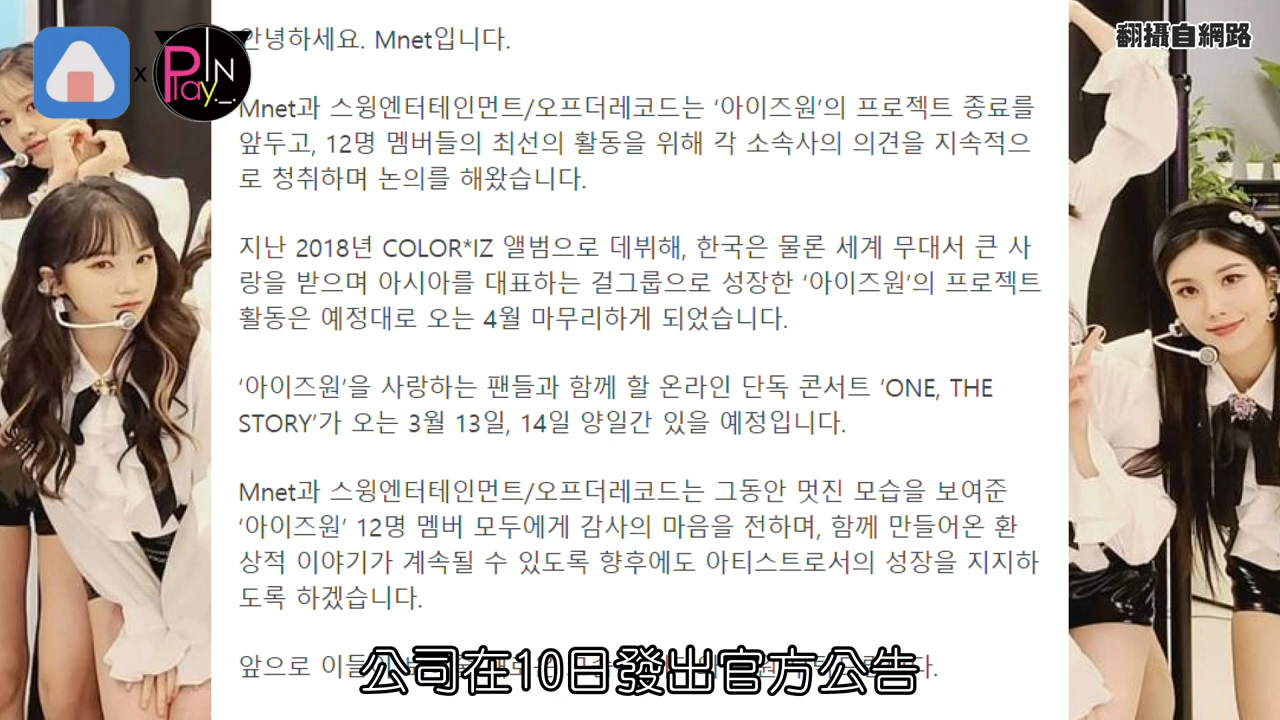 翻攝自網路
x
Play IN
안녕하세요. Mnet입니다.
Mnet과 스윙엔터테인먼트/오프더레코드는 ‘아이즈원’의 프로젝트 종료를
앞두고, 12명 멤버들의 최선의 활동을 위해 각 소속사의 의견을 지속적으
로 청취하며 논의를 해왔습니다.
지난 2018년 COLOR*IZ 앨범으로 데뷔해, 한국은 물론 세계 무대서 큰 사
랑을 받으며 아시아를 대표하는 걸그룹으로 성장한 ‘아이즈원’의 프로젝트
활동은 예정대로 오는 4월 마무리하게 되었습니다.
‘아이즈원’을 사랑하는 팬들과 함께 할 온라인 단독 콘서트 ‘ONE, THE
STORY’가 오는 3월 13일, 14일 양일간 있을 예정입니다.
Mnet과 스윙엔터테인먼트/오프더레코드는 그동안 멋진 모습을 보여준
‘아이즈원’ 12명 멤버 모두에게 감사의 마음을 전하며, 함께 만들어온 환
상적 이야기가 계속될 수 있도록 향후에도 아티스트로서의 성장을 지지하
도록 하겠습니다.
앞으로
公司在10日發出官方公告